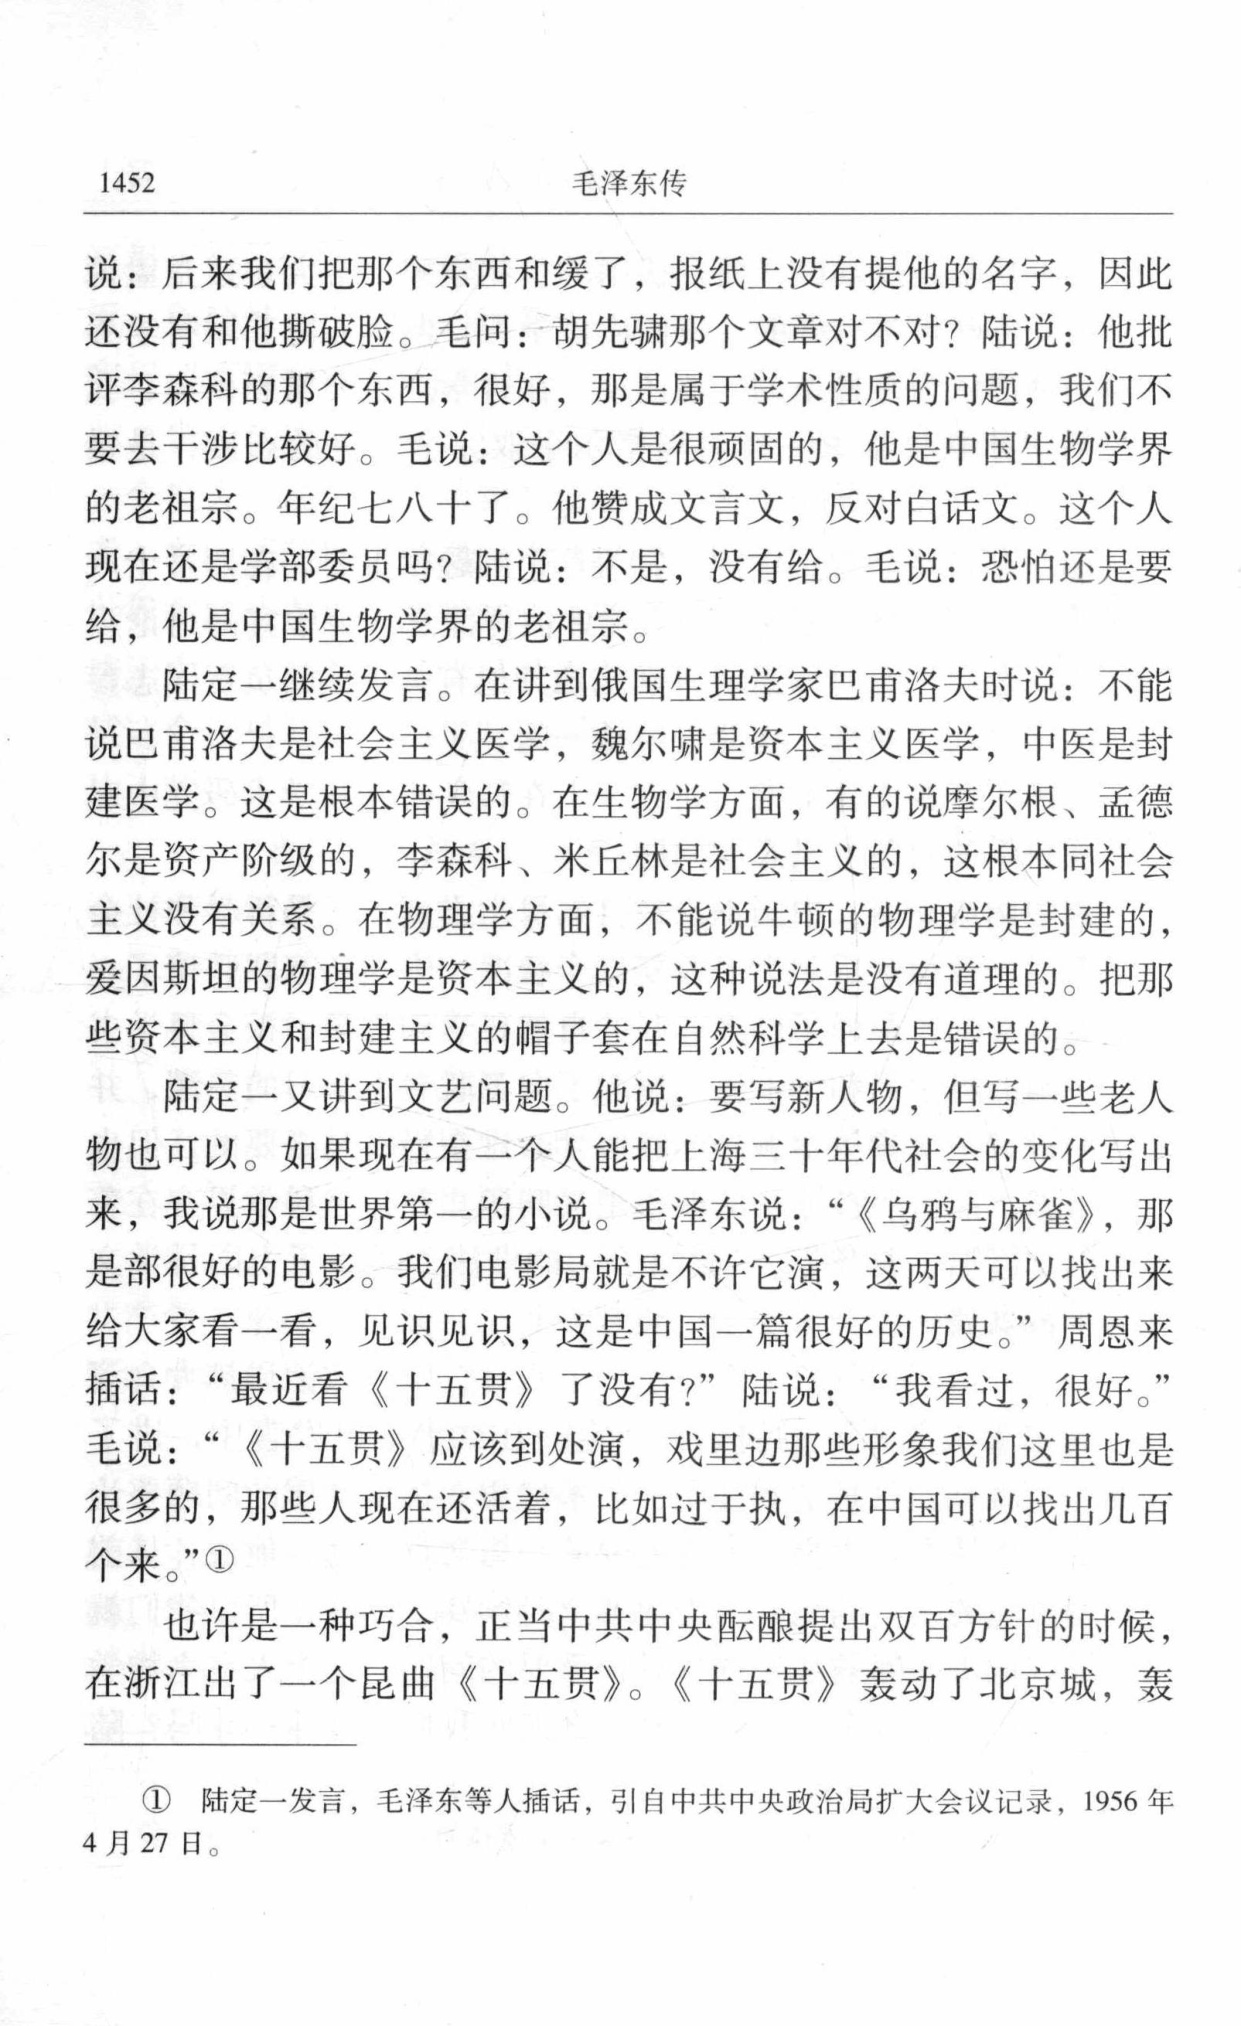 1452
毛泽东传
说：后来我们把那个东西和缓了，报纸上没有提他的名字，因此
还没有和他撕破脸。毛问：胡先骕那个文章对不对？陆说：他批
评李森科的那个东西，很好，那是属于学术性质的问题，我们不
要去干涉比较好。毛说：这个人是很顽固的，他是中国生物学界
的老祖宗。年纪七八十了。他赞成文言文，反对白话文。这个人
现在还是学部委员吗？陆说：不是，没有给。毛说：恐怕还是要
给，他是中国生物学界的老祖宗。
陆定一继续发言。在讲到俄国生理学家巴甫洛夫时说：不能
说巴甫洛夫是社会主义医学，魏尔啸是资本主义医学，中医是封
建医学。这是根本错误的。在生物学方面，有的说摩尔根、孟德
尔是资产阶级的，李森科、米丘林是社会主义的，这根本同社会
主义没有关系。在物理学方面，不能说牛顿的物理学是封建的，
爱因斯坦的物理学是资本主义的，这种说法是没有道理的。把那
些资本主义和封建主义的帽子套在自然科学上去是错误的。
陆定一又讲到文艺问题。他说：要写新人物，但写一些老人
物也可以。如果现在有一个人能把上海三十年代社会的变化写出
来，我说那是世界第一的小说。毛泽东说：“《乌鸦与麻雀》，那
是部很好的电影。我们电影局就是不许它演，这两天可以找出来
给大家看一看，见识见识，这是中国一篇很好的历史。”周恩来
插话：“最近看《十五贯》了没有？”陆说：“我看过，很好。”
毛说：“《十五贯》应该到处演，戏里边那些形象我们这里也是
很多的，那些人现在还活着，比如过于执，在中国可以找出几百
个来。”①
也许是一种巧合，正当中共中央酝酿提出双百方针的时候，
在浙江出了一个昆曲《十五贯》。《十五贯》轰动了北京城，轰
① 陆定一发言，毛泽东等人插话，引自中共中央政治局扩大会议记录，1956 年
4 月 27 日。